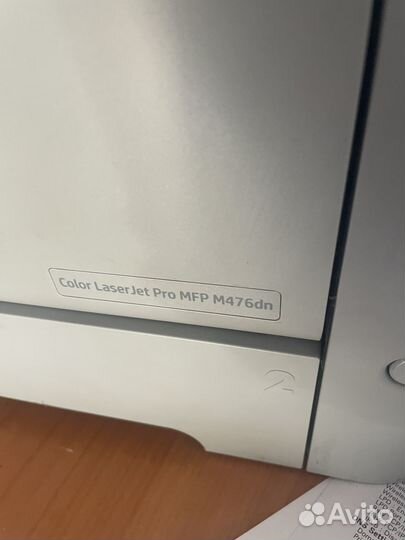 Color LaserJet Pro MFP M476dn
2
Avito